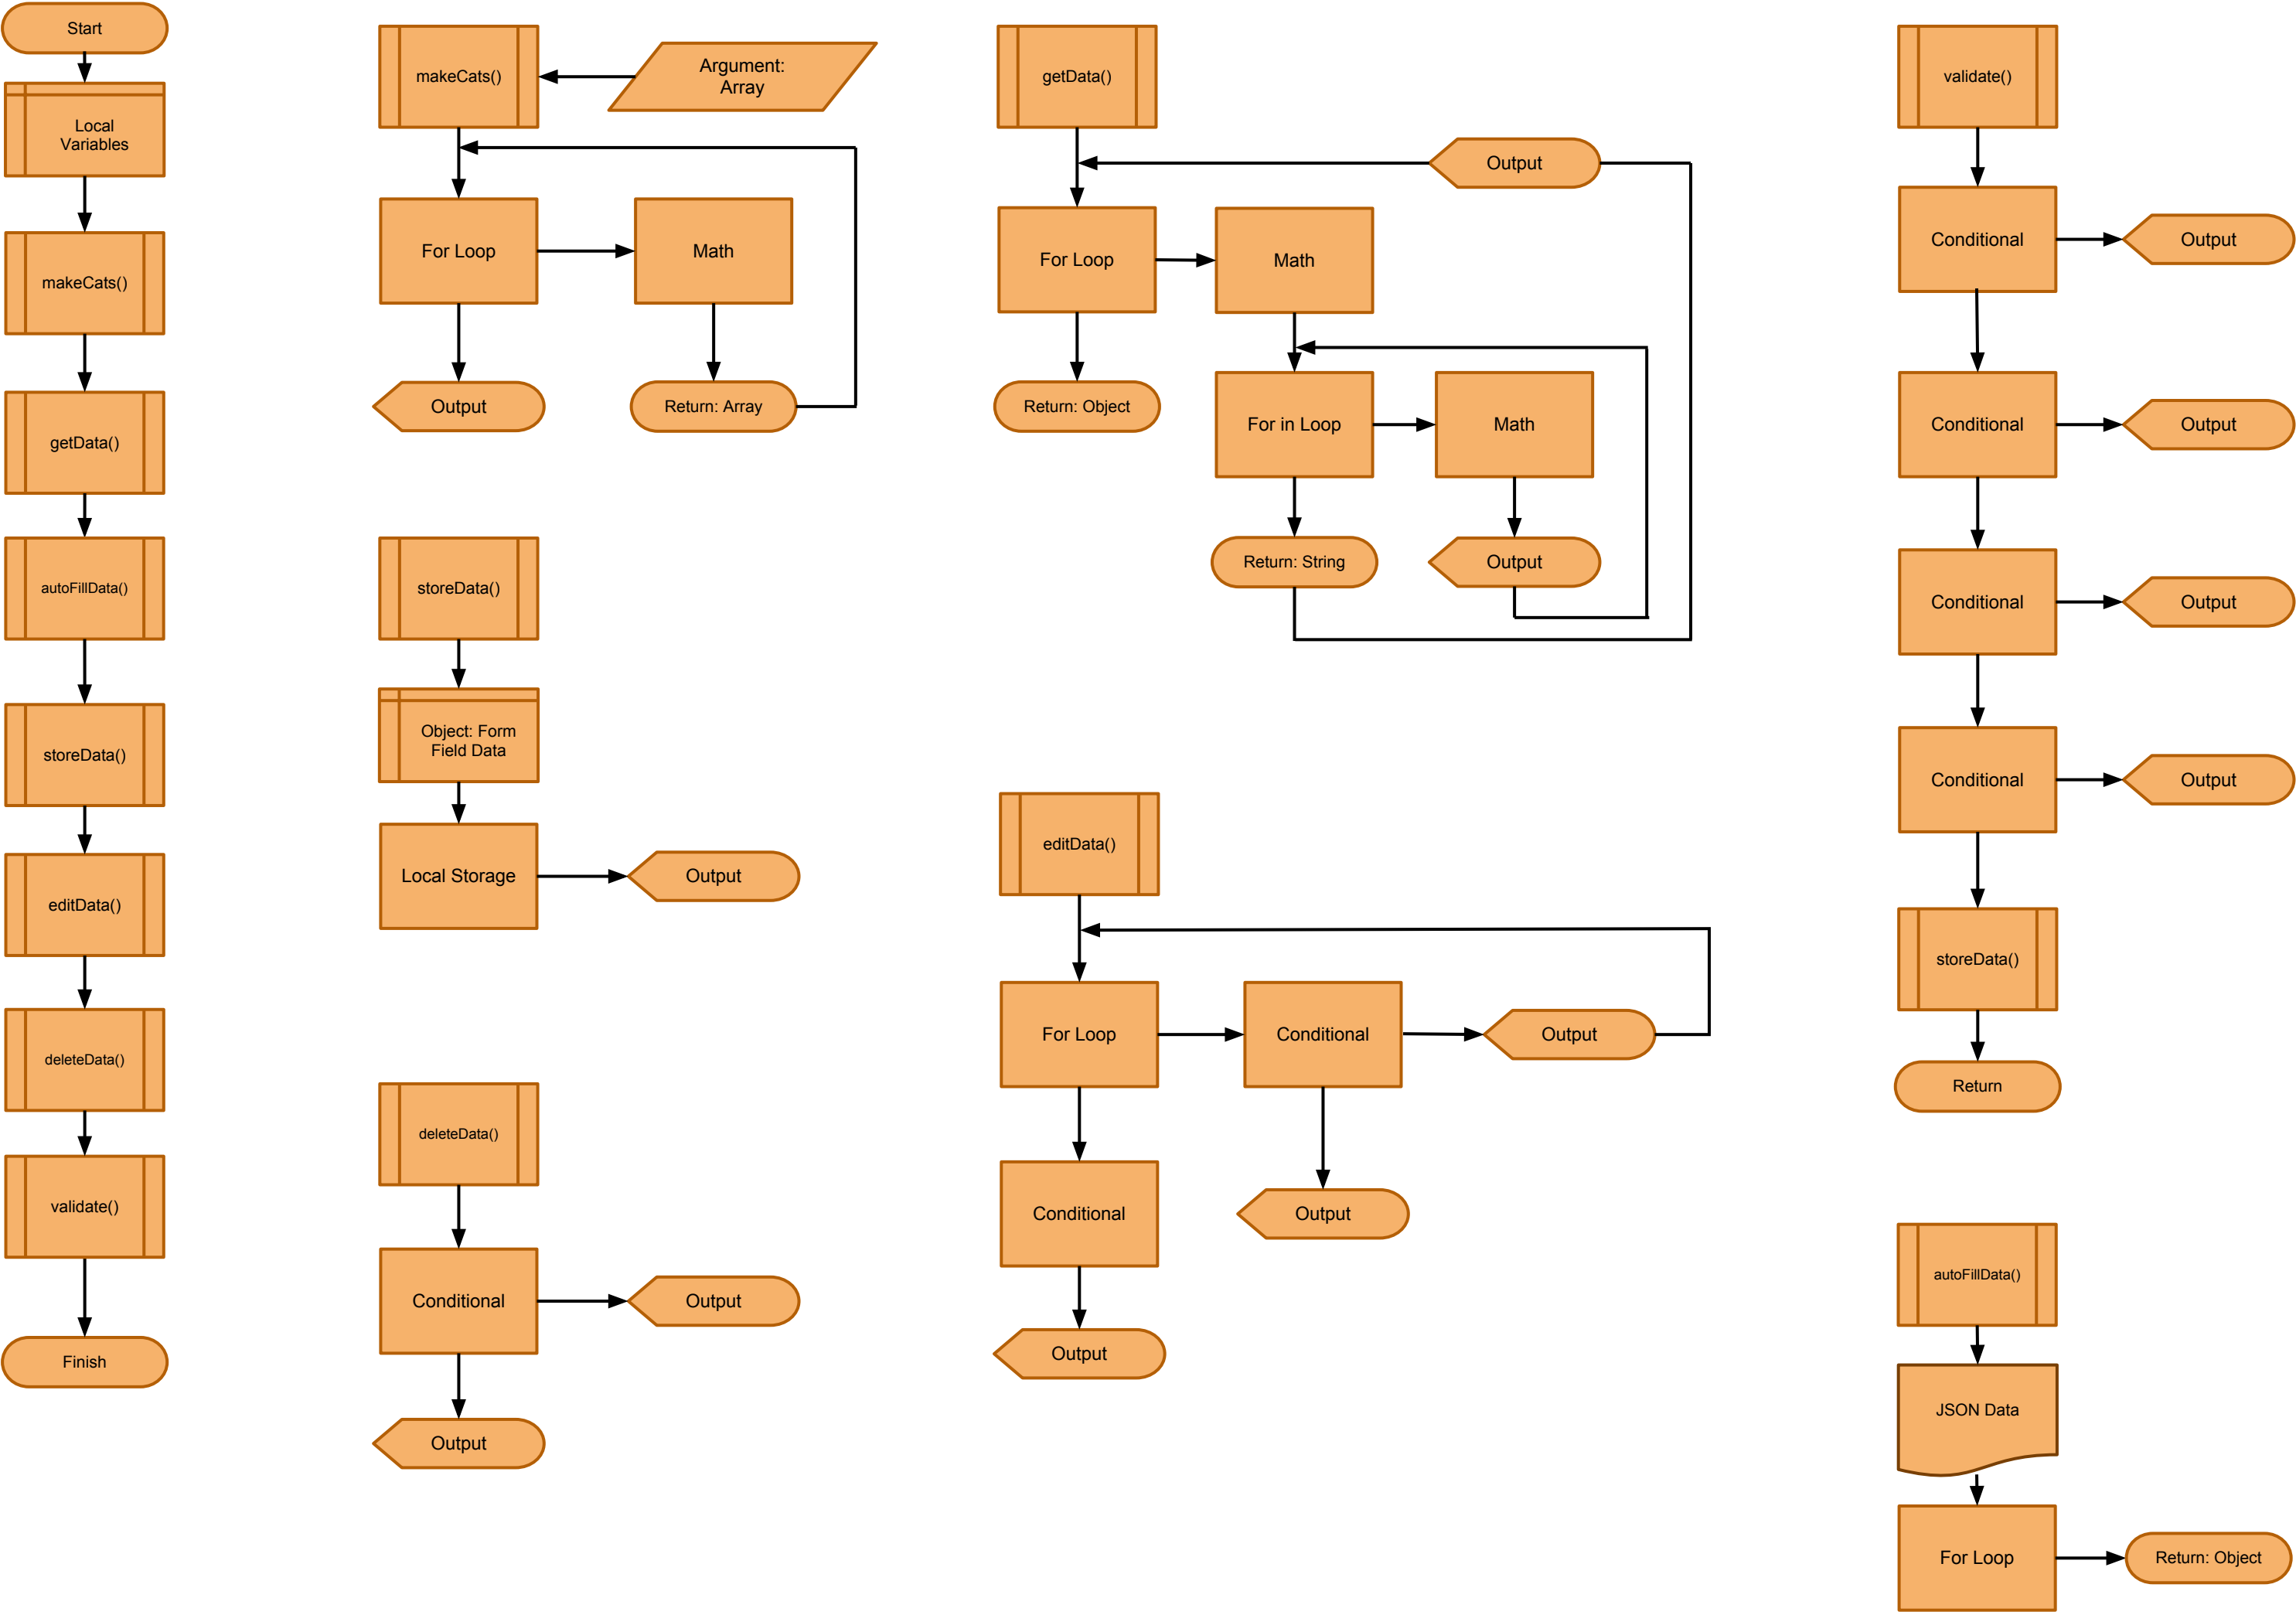 Start
Local
Variables
makeCats()
getData()
autoFillData()
storeData()
editData()
deleteData()
validate()
Finish
makeCats()
Argument:
Array
For Loop
Math
Output
Return: Array
storeData()
Object: Form
Field Data
Local Storage
Output
deleteData()
Conditional
Output
Output
getData()
Output
For Loop
Math
Return: Object
For in Loop
Math
Return: String
Output
editData()
For Loop
Conditional
Output
Conditional
Output
Output
validate()
Conditional
Output
Conditional
Output
Conditional
Output
Conditional
Output
storeData()
Return
autoFillData()
JSON Data
For Loop
Return: Object